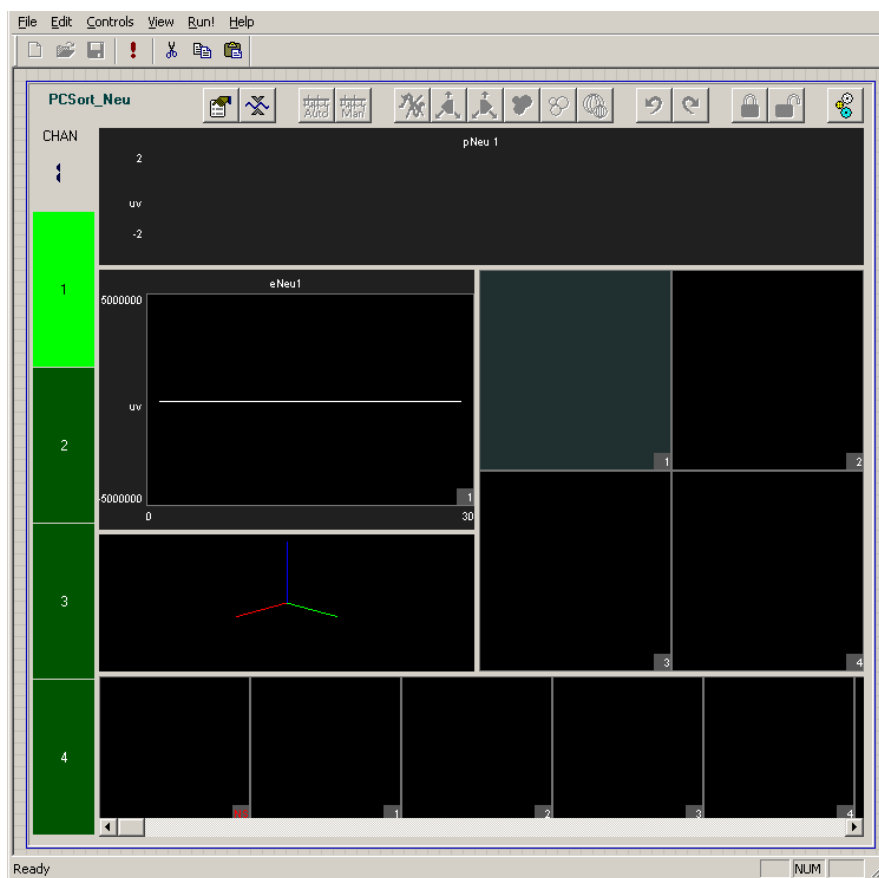 File Edit Controls View Run! Help
PCSort_Neu
Auto Man
CHAN
pNeu 1
2
uv
-2
1
eNeu1
5000000
uv
-5000000
1
0 30
1 2
2
3 4
3
1 2 3 4
4
Ready NUM